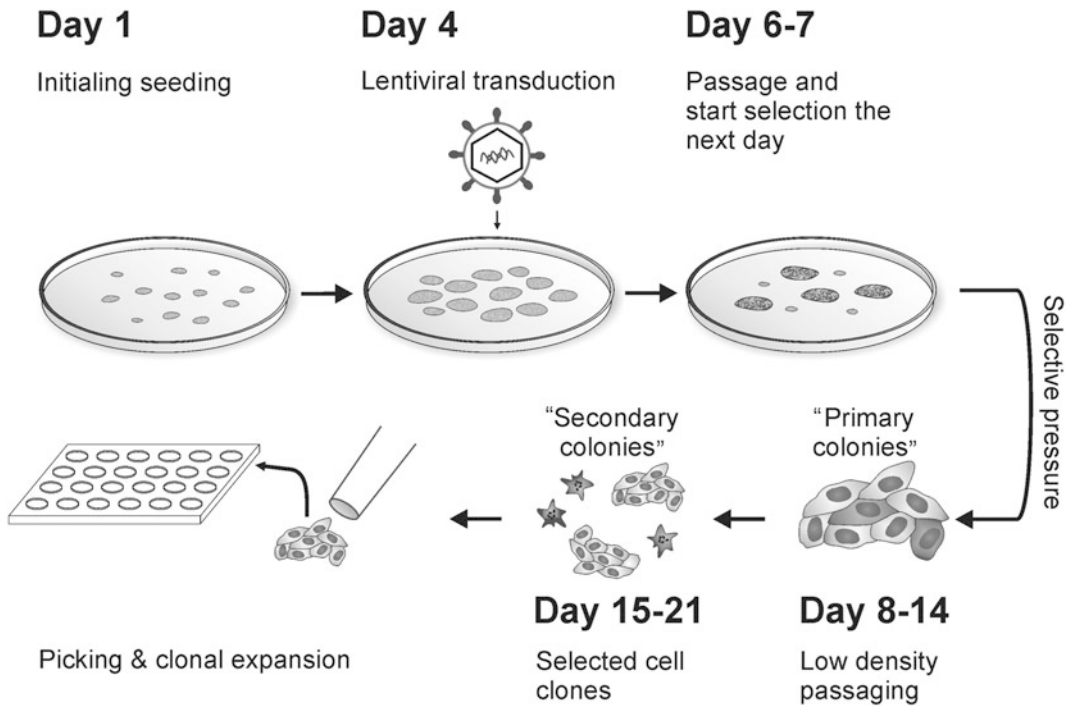 Day 1
Initialing seeding
Day 4
Lentiviral transduction
Day 6-7
Passage and
start selection the
next day
Selective pressure
"Primary
colonies"
Day 8-14
Low density
passaging
"Secondary
colonies"
Day 15-21
Selected cell
clones
Picking & clonal expansion